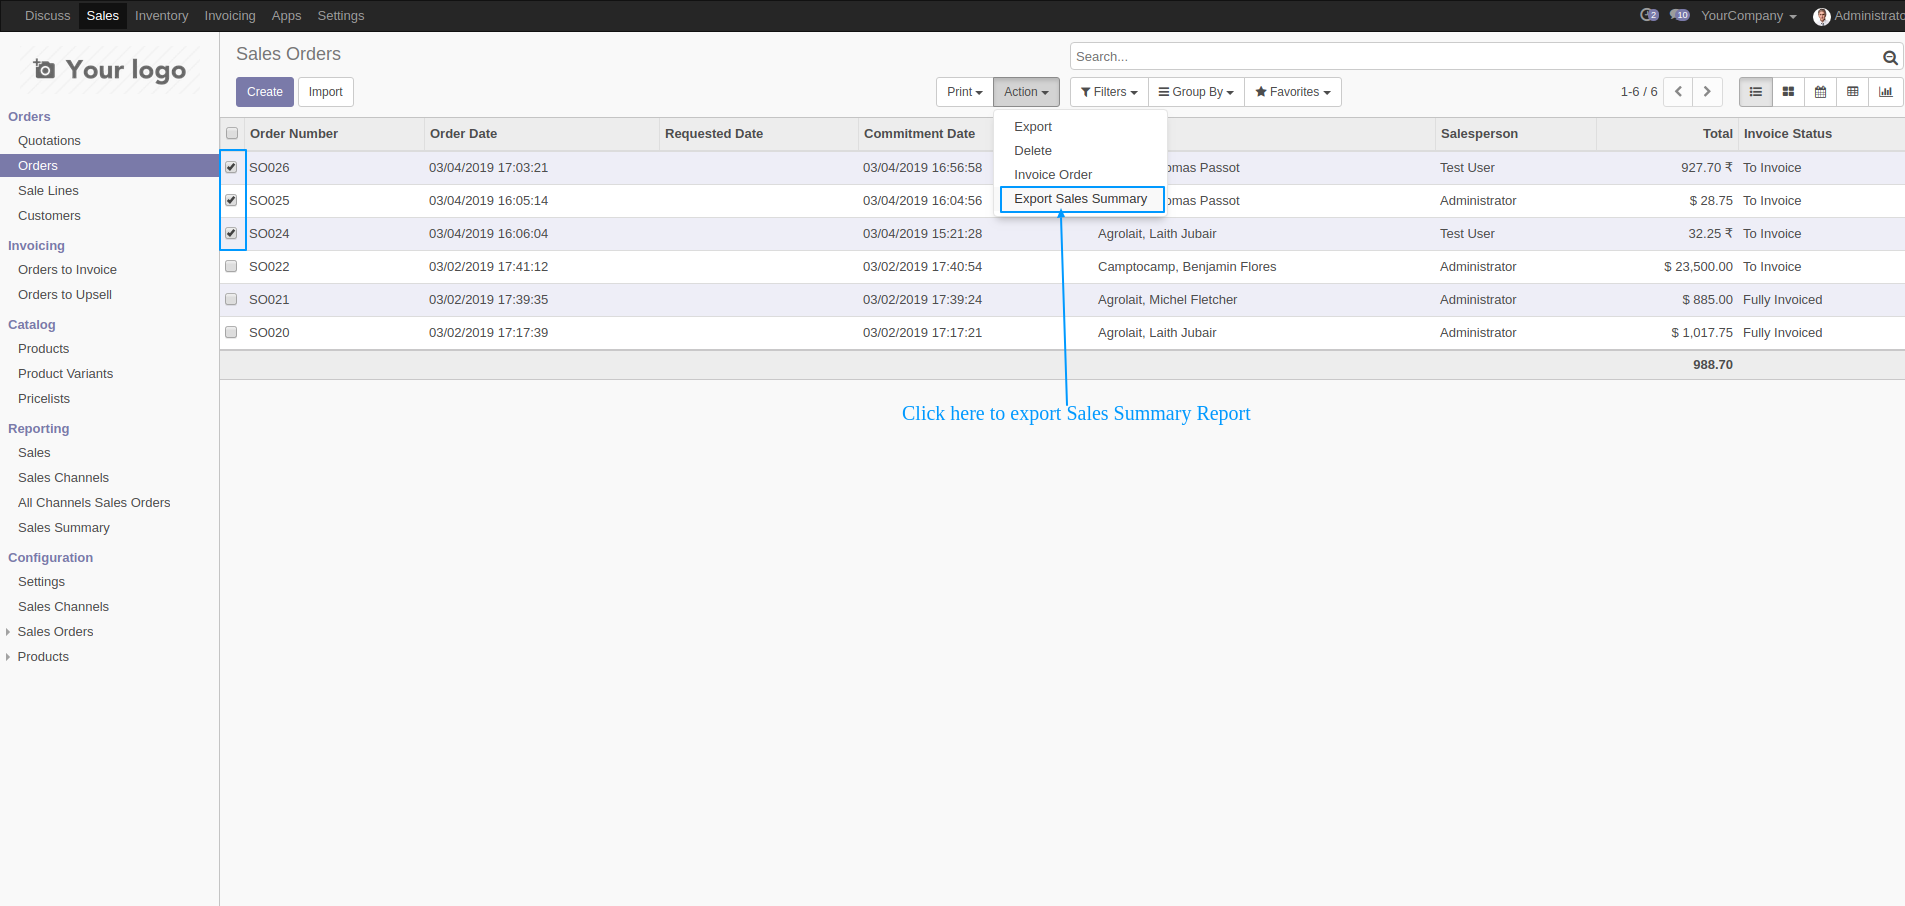 Discuss Sales Inventory Invoicing Apps Settings 2 10 YourCompany
Your logo
Sales Orders
Search...
Create Import Print Action Filters Group By Favorites 1-6 / 6
Orders
Quotations
Orders
Sale Lines
Customers
Invoicing
Orders to Invoice
Orders to Upsell
Catalog
Products
Product Variants
Pricelists
Reporting
Sales
Sales Channels
All Channels Sales Orders
Sales Summary
Configuration
Settings
Sales Channels
Sales Orders
Products
Export
Delete
Invoice Order
Export Sales Summary
Order Number Order Date Requested Date Commitment Date Salesperson Total Invoice Status
SO026 03/04/2019 17:03:21 03/04/2019 16:56:58 Passot Test User 927.70 ₹ To Invoice
SO025 03/04/2019 16:05:14 03/04/2019 16:04:56 Passot Administrator $ 28.75 To Invoice
SO024 03/04/2019 16:06:04 03/04/2019 15:21:28 Agrolait, Laith Jubair Test User 32.25 ₹ To Invoice
SO022 03/02/2019 17:41:12 03/02/2019 17:40:54 Camptocamp, Benjamin Flores Administrator $ 23,500.00 To Invoice
SO021 03/02/2019 17:39:35 03/02/2019 17:39:24 Agrolait, Michel Fletcher Administrator $ 885.00 Fully Invoiced
SO020 03/02/2019 17:17:39 03/02/2019 17:17:21 Agrolait, Laith Jubair Administrator $ 1,017.75 Fully Invoiced
988.70
Click here to export Sales Summary Report